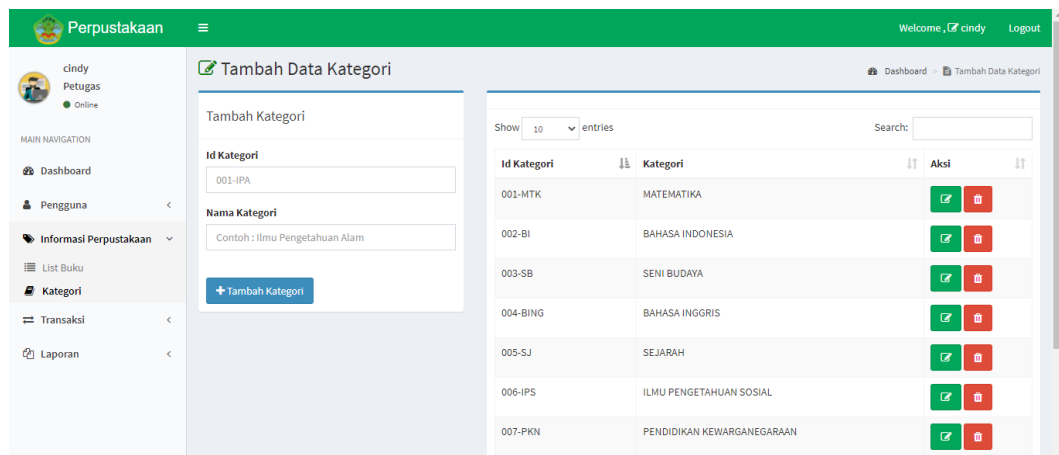 Perpustakaan
Welcome , cindy Logout
cindy
Petugas
Online
MAIN NAVIGATION
Dashboard
Pengguna
Informasi Perpustakaan
List Buku
Kategori
Transaksi
Laporan
Tambah Data Kategori
Dashboard > Tambah Data Kategori
Tambah Kategori
Id Kategori
001-IPA
Nama Kategori
Contoh : Ilmu Pengetahuan Alam
+ Tambah Kategori
Show 10 entries
Search:
Id Kategori Kategori Aksi
001-MTK MATEMATIKA
002-BI BAHASA INDONESIA
003-SB SENI BUDAYA
004-BING BAHASA INGGRIS
005-SJ SEJARAH
006-IPS ILMU PENGETAHUAN SOSIAL
007-PKN PENDIDIKAN KEWARGANEGARAAN